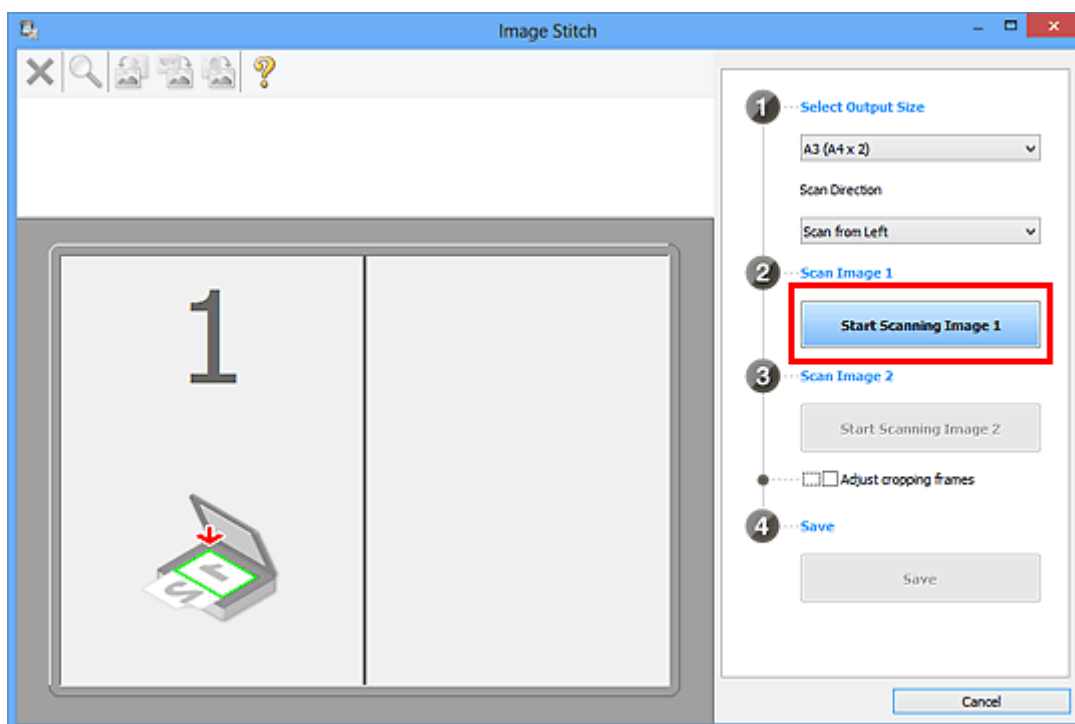 Image Stitch
1
1 Select Output Size
A3 (A4 x 2)
Scan Direction
Scan from Left
2 Scan Image 1
Start Scanning Image 1
3 Scan Image 2
Start Scanning Image 2
Adjust cropping frames
4 Save
Save
Cancel